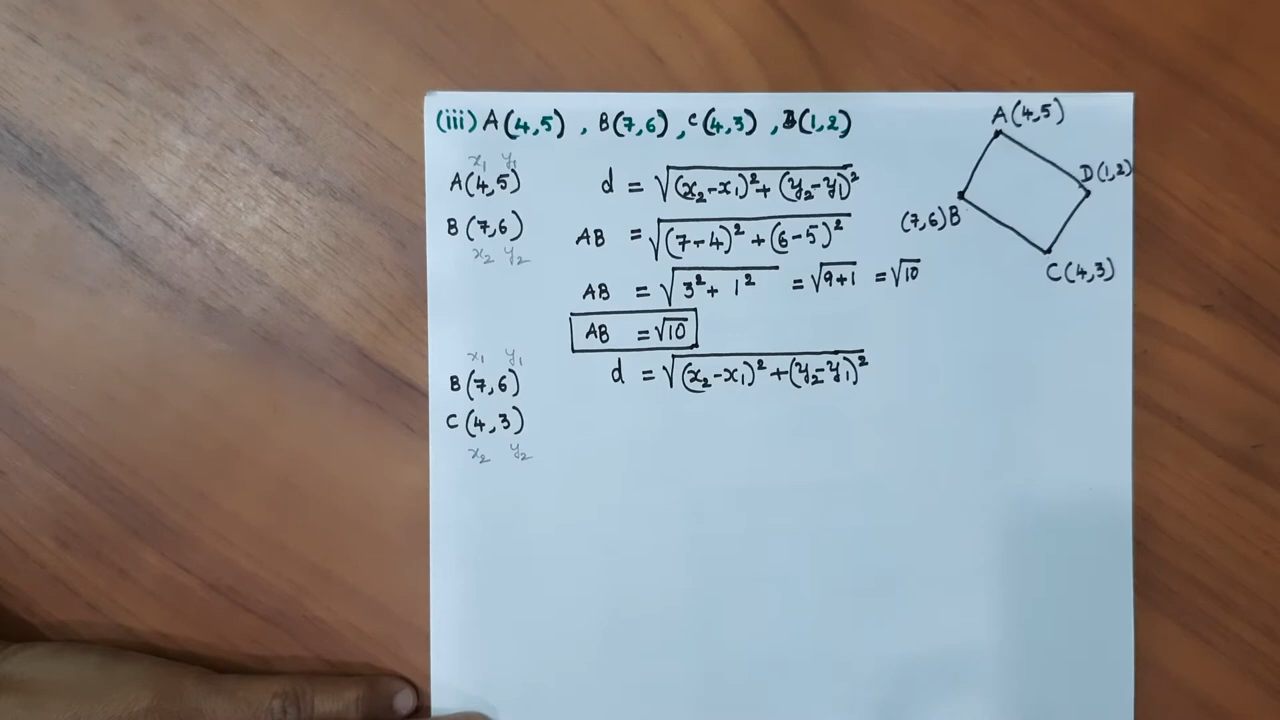 (iii) A(4,5) , B(7,6) , C(4,3) , D(1,2)
A(4,5)
x₁ y₁
A(4,5)
d = √(x₂-x₁)²+(y₂-y₁)²
D(1,2)
B(7,6)
x₂ y₂
AB = √(7-4)²+(6-5)²
(7,6)B
AB = √3²+1² = √9+1 = √10
C(4,3)
AB = √10
x₁ y₁
B(7,6)
d = √(x₂-x₁)²+(y₂-y₁)²
C(4,3)
x₂ y₂